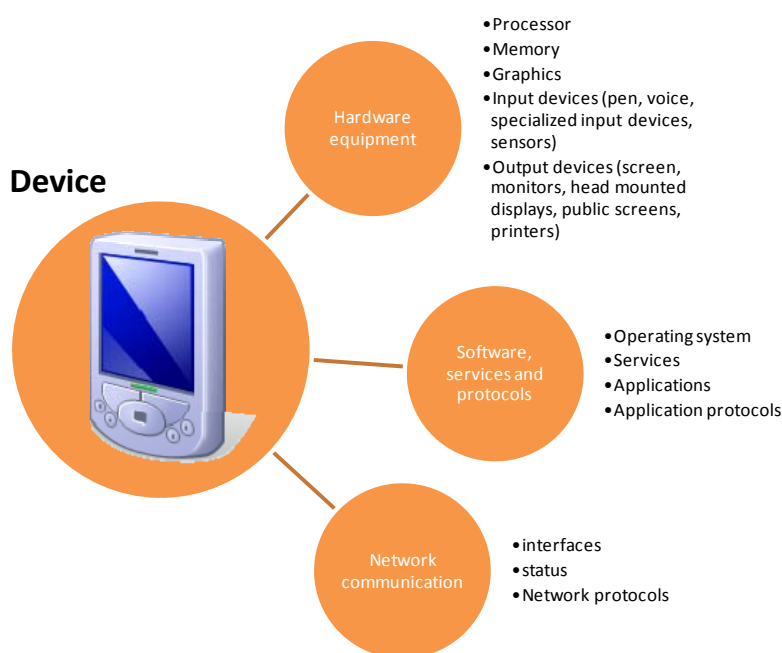 Device
Hardware
equipment
•Processor
•Memory
•Graphics
•Input devices (pen, voice,
specialized input devices,
sensors)
•Output devices (screen,
monitors, head mounted
displays, public screens,
printers)
Software,
services and
protocols
•Operating system
•Services
•Applications
•Application protocols
Network
communication
•interfaces
•status
•Network protocols